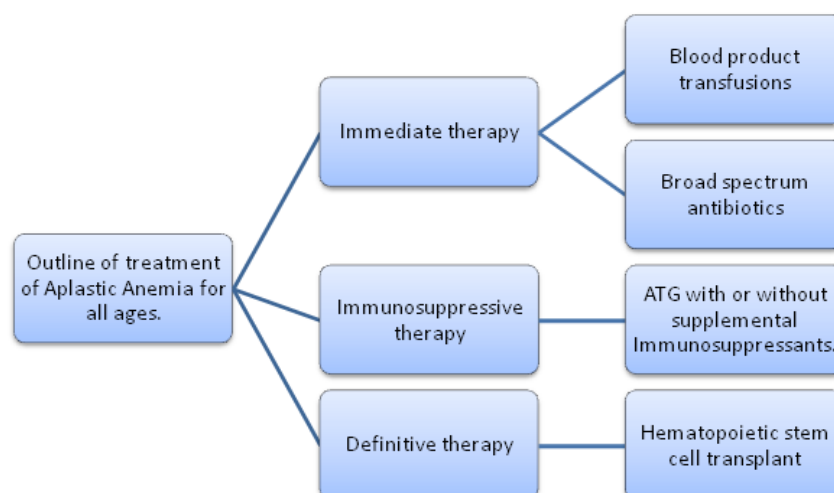 Outline of treatment
of Aplastic Anemia for
all ages.
Immediate therapy
Blood product
transfusions
Broad spectrum
antibiotics
Immunosuppressive
therapy
ATG with or without
supplemental
Immunosuppressants.
Definitive therapy
Hematopoietic stem
cell transplant